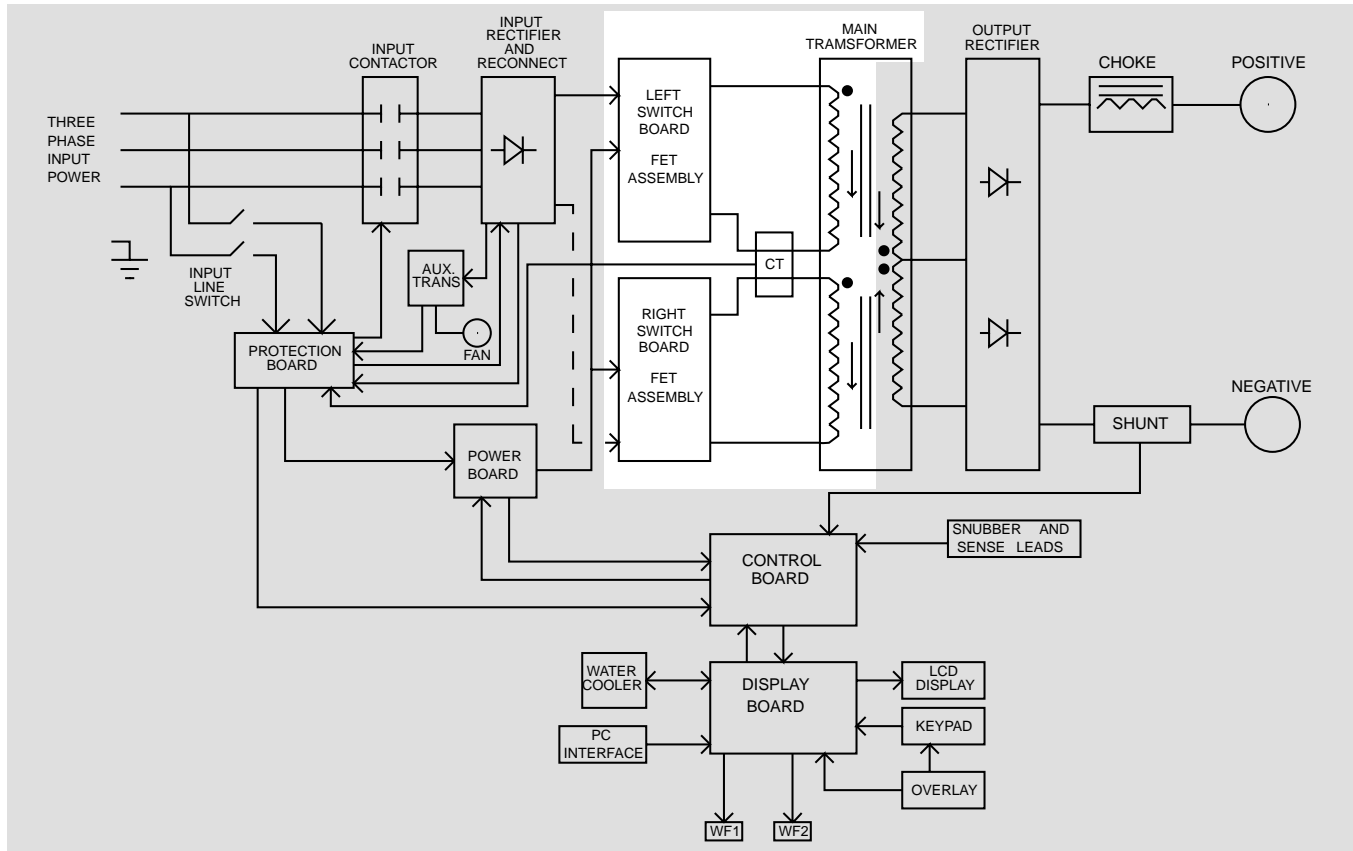 INPUT
RECTIFIER
AND
RECONNECT
INPUT
CONTACTOR
MAIN
TRAMSFORMER
OUTPUT
RECTIFIER
CHOKE
POSITIVE
THREE
PHASE
INPUT
POWER
LEFT
SWITCH
BOARD
FET
ASSEMBLY
INPUT
LINE
SWITCH
AUX.
TRANS
CT
FAN
PROTECTION
BOARD
RIGHT
SWITCH
BOARD
FET
ASSEMBLY
NEGATIVE
SHUNT
POWER
BOARD
CONTROL
BOARD
SNUBBER AND
SENSE LEADS
WATER
COOLER
DISPLAY
BOARD
LCD
DISPLAY
PC
INTERFACE
KEYPAD
OVERLAY
WF1
WF2